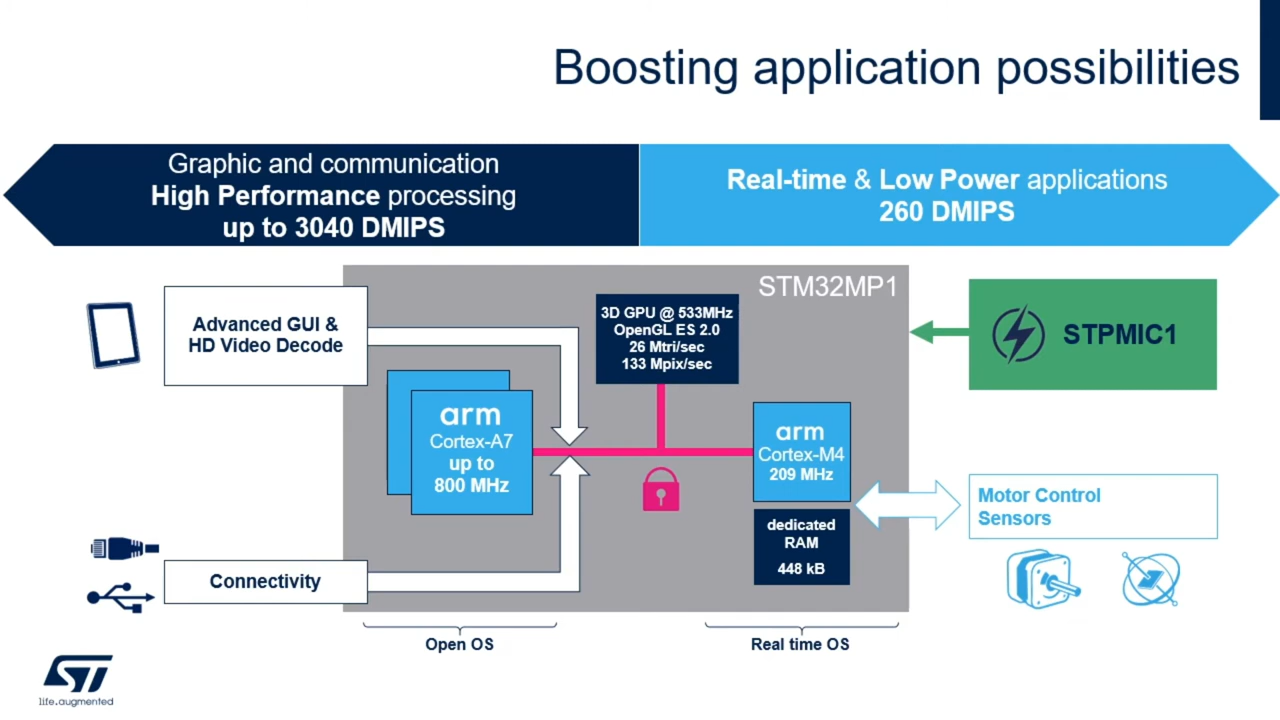 Boosting application possibilities
Graphic and communication
High Performance processing
up to 3040 DMIPS
Real-time & Low Power applications
260 DMIPS
STM32MP1
Advanced GUI &
HD Video Decode
3D GPU @ 533MHz
OpenGL ES 2.0
26 Mtri/sec
133 Mpix/sec
STPMIC1
arm
Cortex-A7
up to
800 MHz
arm
Cortex-M4
209 MHz
Motor Control
Sensors
dedicated
RAM
448 kB
Connectivity
Open OS
Real time OS
ST
life.augmented